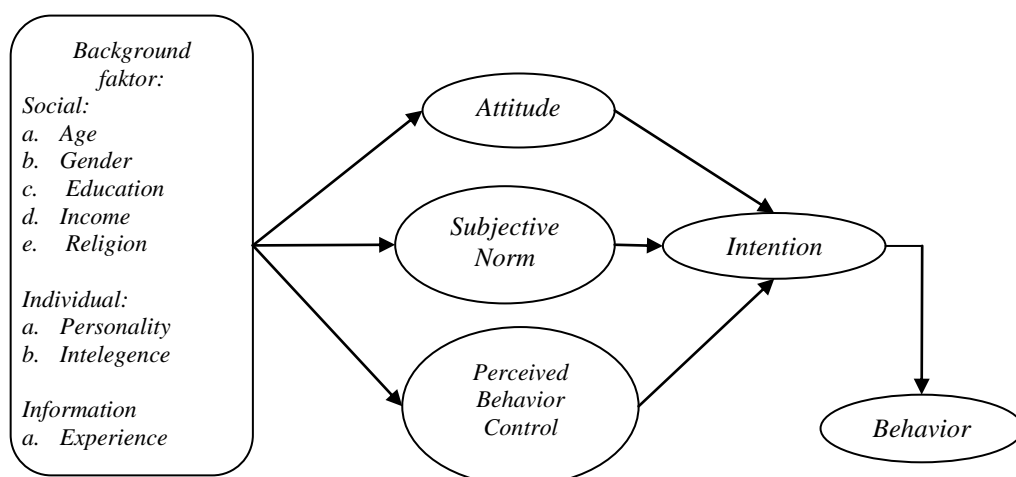 Background
faktor:
Social:
a. Age
b. Gender
c. Education
d. Income
e. Religion
Individual:
a. Personality
b. Intelegence
Information
a. Experience
Attitude
Subjective
Norm
Perceived
Behavior
Control
Intention
Behavior